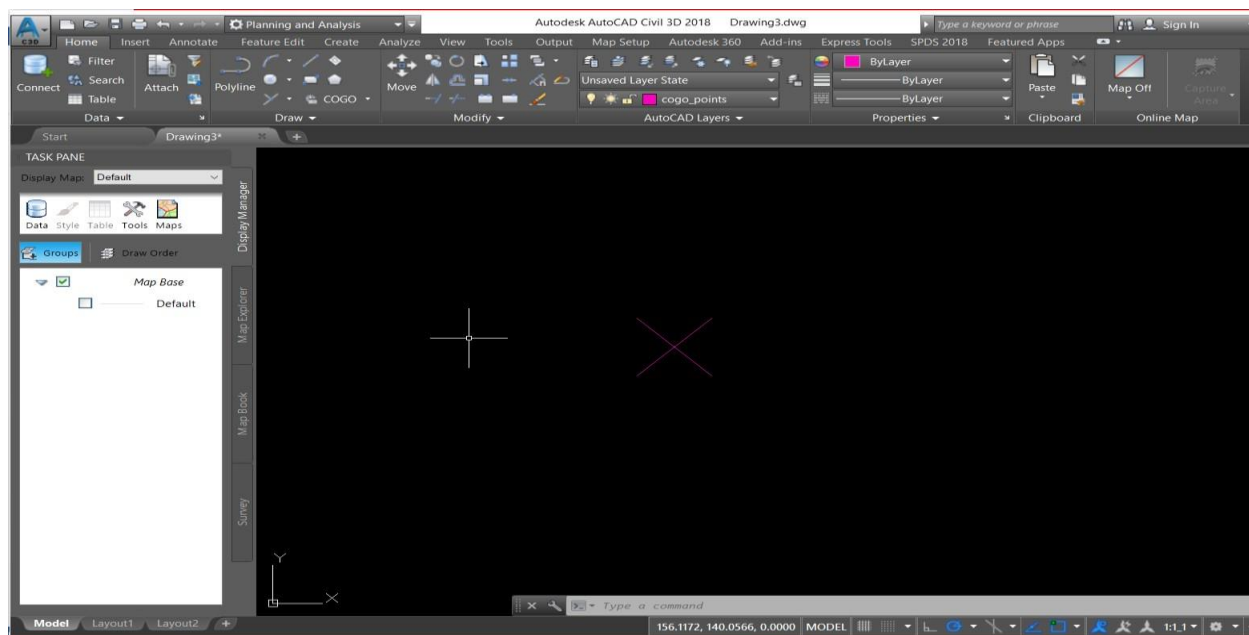 Planning and Analysis
Autodesk AutoCAD Civil 3D 2018 Drawing3.dwg
Type a keyword or phrase
Sign In
C3D
Home Insert Annotate Feature Edit Create Analyze View Tools Output Map Setup Autodesk 360 Add-ins Express Tools SPDS 2018 Featured Apps
Connect
Filter
Search
Table
Attach
Polyline
COGO
Move
Unsaved Layer State
cogo_points
ByLayer
ByLayer
ByLayer
Paste
Map Off
Capture Area
Data Draw Modify AutoCAD Layers Properties Clipboard Online Map
Start Drawing3*
TASK PANE
Display Map: Default
Data Style Table Tools Maps
Groups Draw Order
Map Base
Default
Display Manager
Map Explorer
Map Book
Survey
Y
X
Type a command
Model Layout1 Layout2 +
156.1172, 140.0566, 0.0000 MODEL 1:1_1